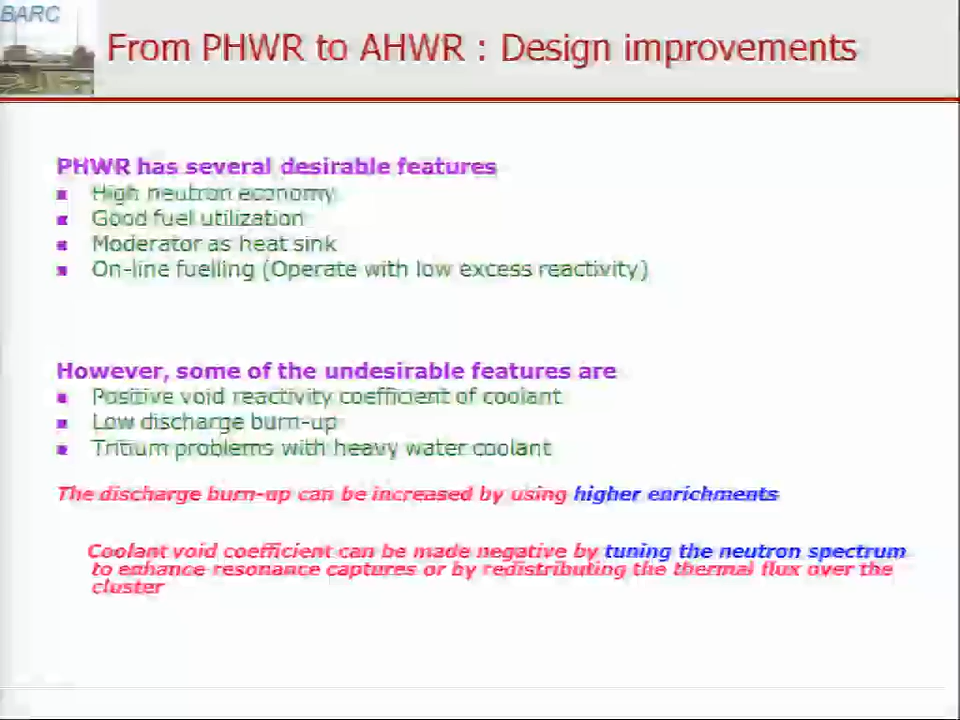 BARC
From PHWR to AHWR : Design improvements
PHWR has several desirable features
High neutron economy
Good fuel utilization
Moderator as heat sink
On-line fuelling (Operate with low excess reactivity)
However, some of the undesirable features are
Positive void reactivity coefficient of coolant
Low discharge burn-up
Tritium problems with heavy water coolant
The discharge burn-up can be increased by using higher enrichments
Coolant void coefficient can be made negative by tuning the neutron spectrum
to enhance resonance captures or by redistributing the thermal flux over the
cluster